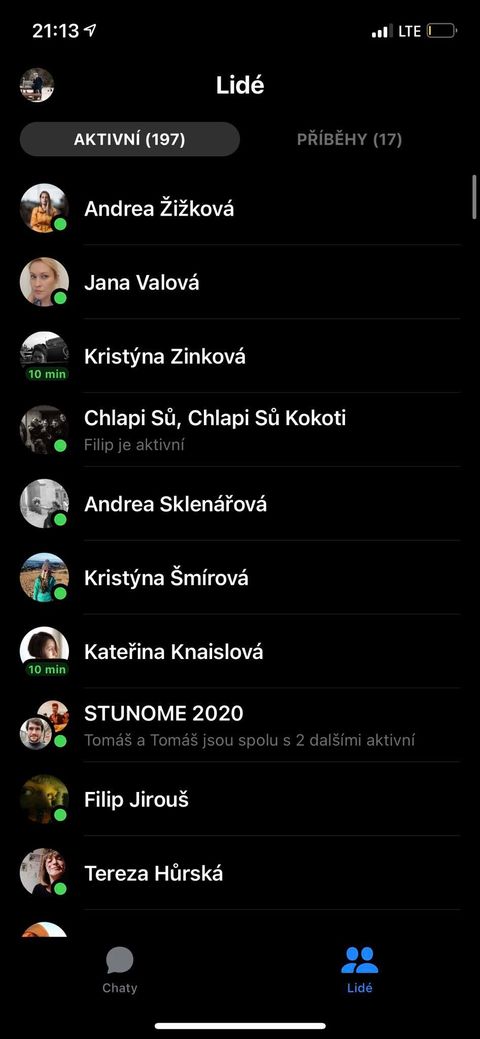 21:13
LTE
Lidé
AKTIVNÍ (197)
PŘÍBĚHY (17)
Andrea Žižková
Jana Valová
10 min
Kristýna Zinková
Chlapi Sů, Chlapi Sů Kokoti
Filip je aktivní
Andrea Sklenářová
Kristýna Šmírová
Kateřina Knaislová
10 min
STUNOME 2020
Tomáš a Tomáš jsou spolu s 2 dalšími aktivní
Filip Jirouš
Tereza Hůrská
Chaty
Lidé